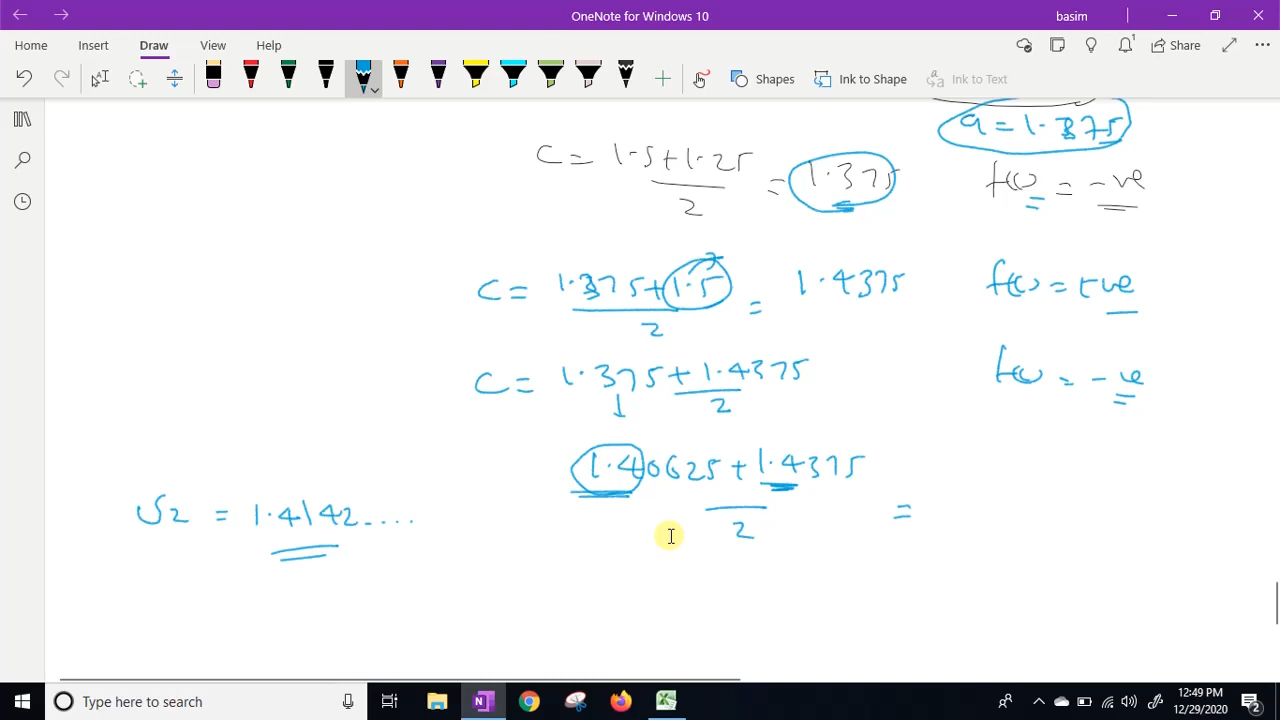 OneNote for Windows 10
basim
Home Insert Draw View Help
Share
Shapes
Ink to Shape
Ink to Text
a = 1.375
c = 1.5+1.25 / 2 = 1.375 f(c) = -ve
c = 1.375+1.5 / 2 = 1.4375 f(c) = +ve
c = 1.375+1.4375 / 2 f(c) = -ve
1.40625+1.4375 / 2 =
√2 = 1.4142....
Type here to search
12:49 PM
12/29/2020
2